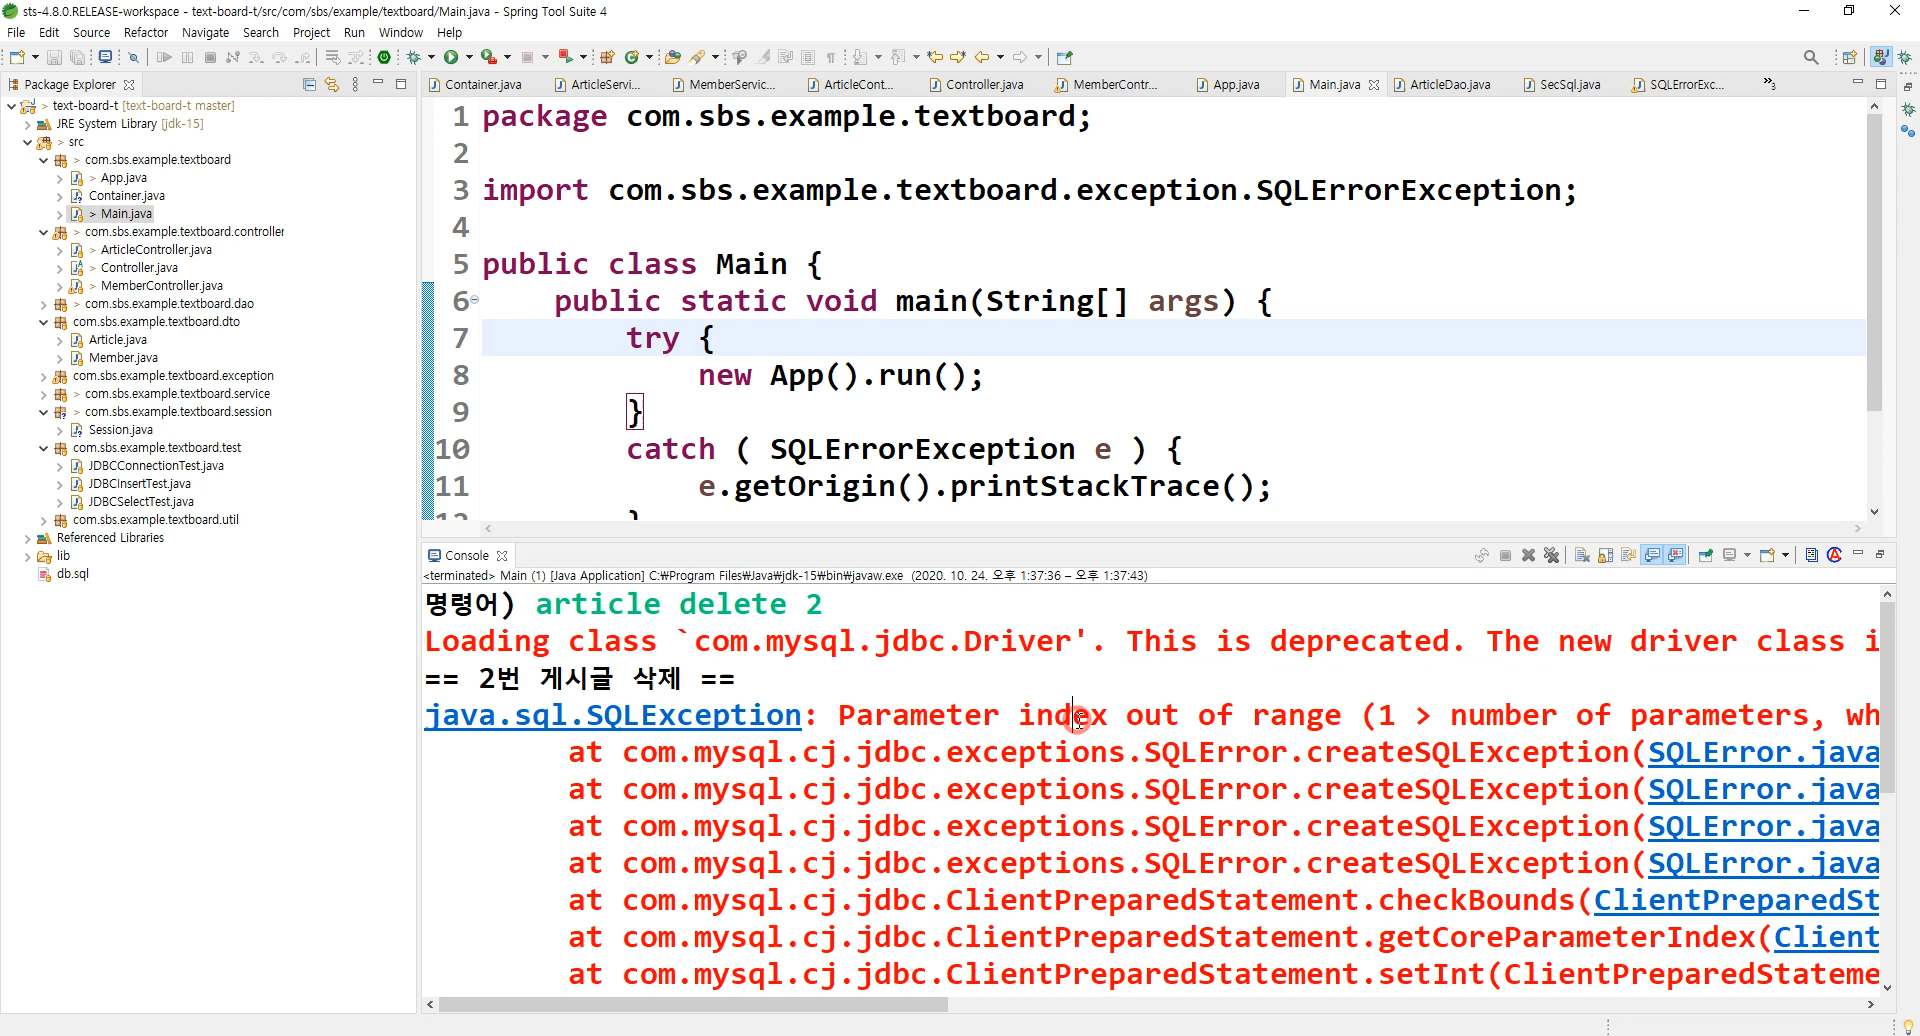 sts-4.8.0.RELEASE-workspace - text-board-t/src/com/sbs/example/textboard/Main.java - Spring Tool Suite 4
File Edit Source Refactor Navigate Search Project Run Window Help
Package Explorer
> text-board-t [text-board-t master]
JRE System Library [jdk-15]
> src
> com.sbs.example.textboard
> App.java
Container.java
> Main.java
> com.sbs.example.textboard.controller
> ArticleController.java
> Controller.java
> MemberController.java
> com.sbs.example.textboard.dao
com.sbs.example.textboard.dto
Article.java
Member.java
com.sbs.example.textboard.exception
> com.sbs.example.textboard.service
> com.sbs.example.textboard.session
Session.java
com.sbs.example.textboard.test
JDBCConnectionTest.java
JDBCInsertTest.java
JDBCSelectTest.java
com.sbs.example.textboard.util
Referenced Libraries
lib
db.sql
Container.java ArticleServi... MemberServic... ArticleCont... Controller.java MemberContr... App.java Main.java ArticleDao.java SecSql.java SQLErrorExc... »3
1 package com.sbs.example.textboard;
2
3 import com.sbs.example.textboard.exception.SQLErrorException;
4
5 public class Main {
6 public static void main(String[] args) {
7 try {
8 new App().run();
9 }
10 catch ( SQLErrorException e ) {
11 e.getOrigin().printStackTrace();
12 }
Console
<terminated> Main (1) [Java Application] C:₩Program Files₩Java₩jdk-15₩bin₩javaw.exe (2020. 10. 24. 오후 1:37:36 – 오후 1:37:43)
명령어) article delete 2
Loading class `com.mysql.jdbc.Driver'. This is deprecated. The new driver class i
== 2번 게시글 삭제 ==
java.sql.SQLException: Parameter index out of range (1 > number of parameters, wh
at com.mysql.cj.jdbc.exceptions.SQLError.createSQLException(SQLError.java
at com.mysql.cj.jdbc.exceptions.SQLError.createSQLException(SQLError.java
at com.mysql.cj.jdbc.exceptions.SQLError.createSQLException(SQLError.java
at com.mysql.cj.jdbc.exceptions.SQLError.createSQLException(SQLError.java
at com.mysql.cj.jdbc.ClientPreparedStatement.checkBounds(ClientPreparedSt
at com.mysql.cj.jdbc.ClientPreparedStatement.getCoreParameterIndex(Client
at com.mysql.cj.jdbc.ClientPreparedStatement.setInt(ClientPreparedStateme